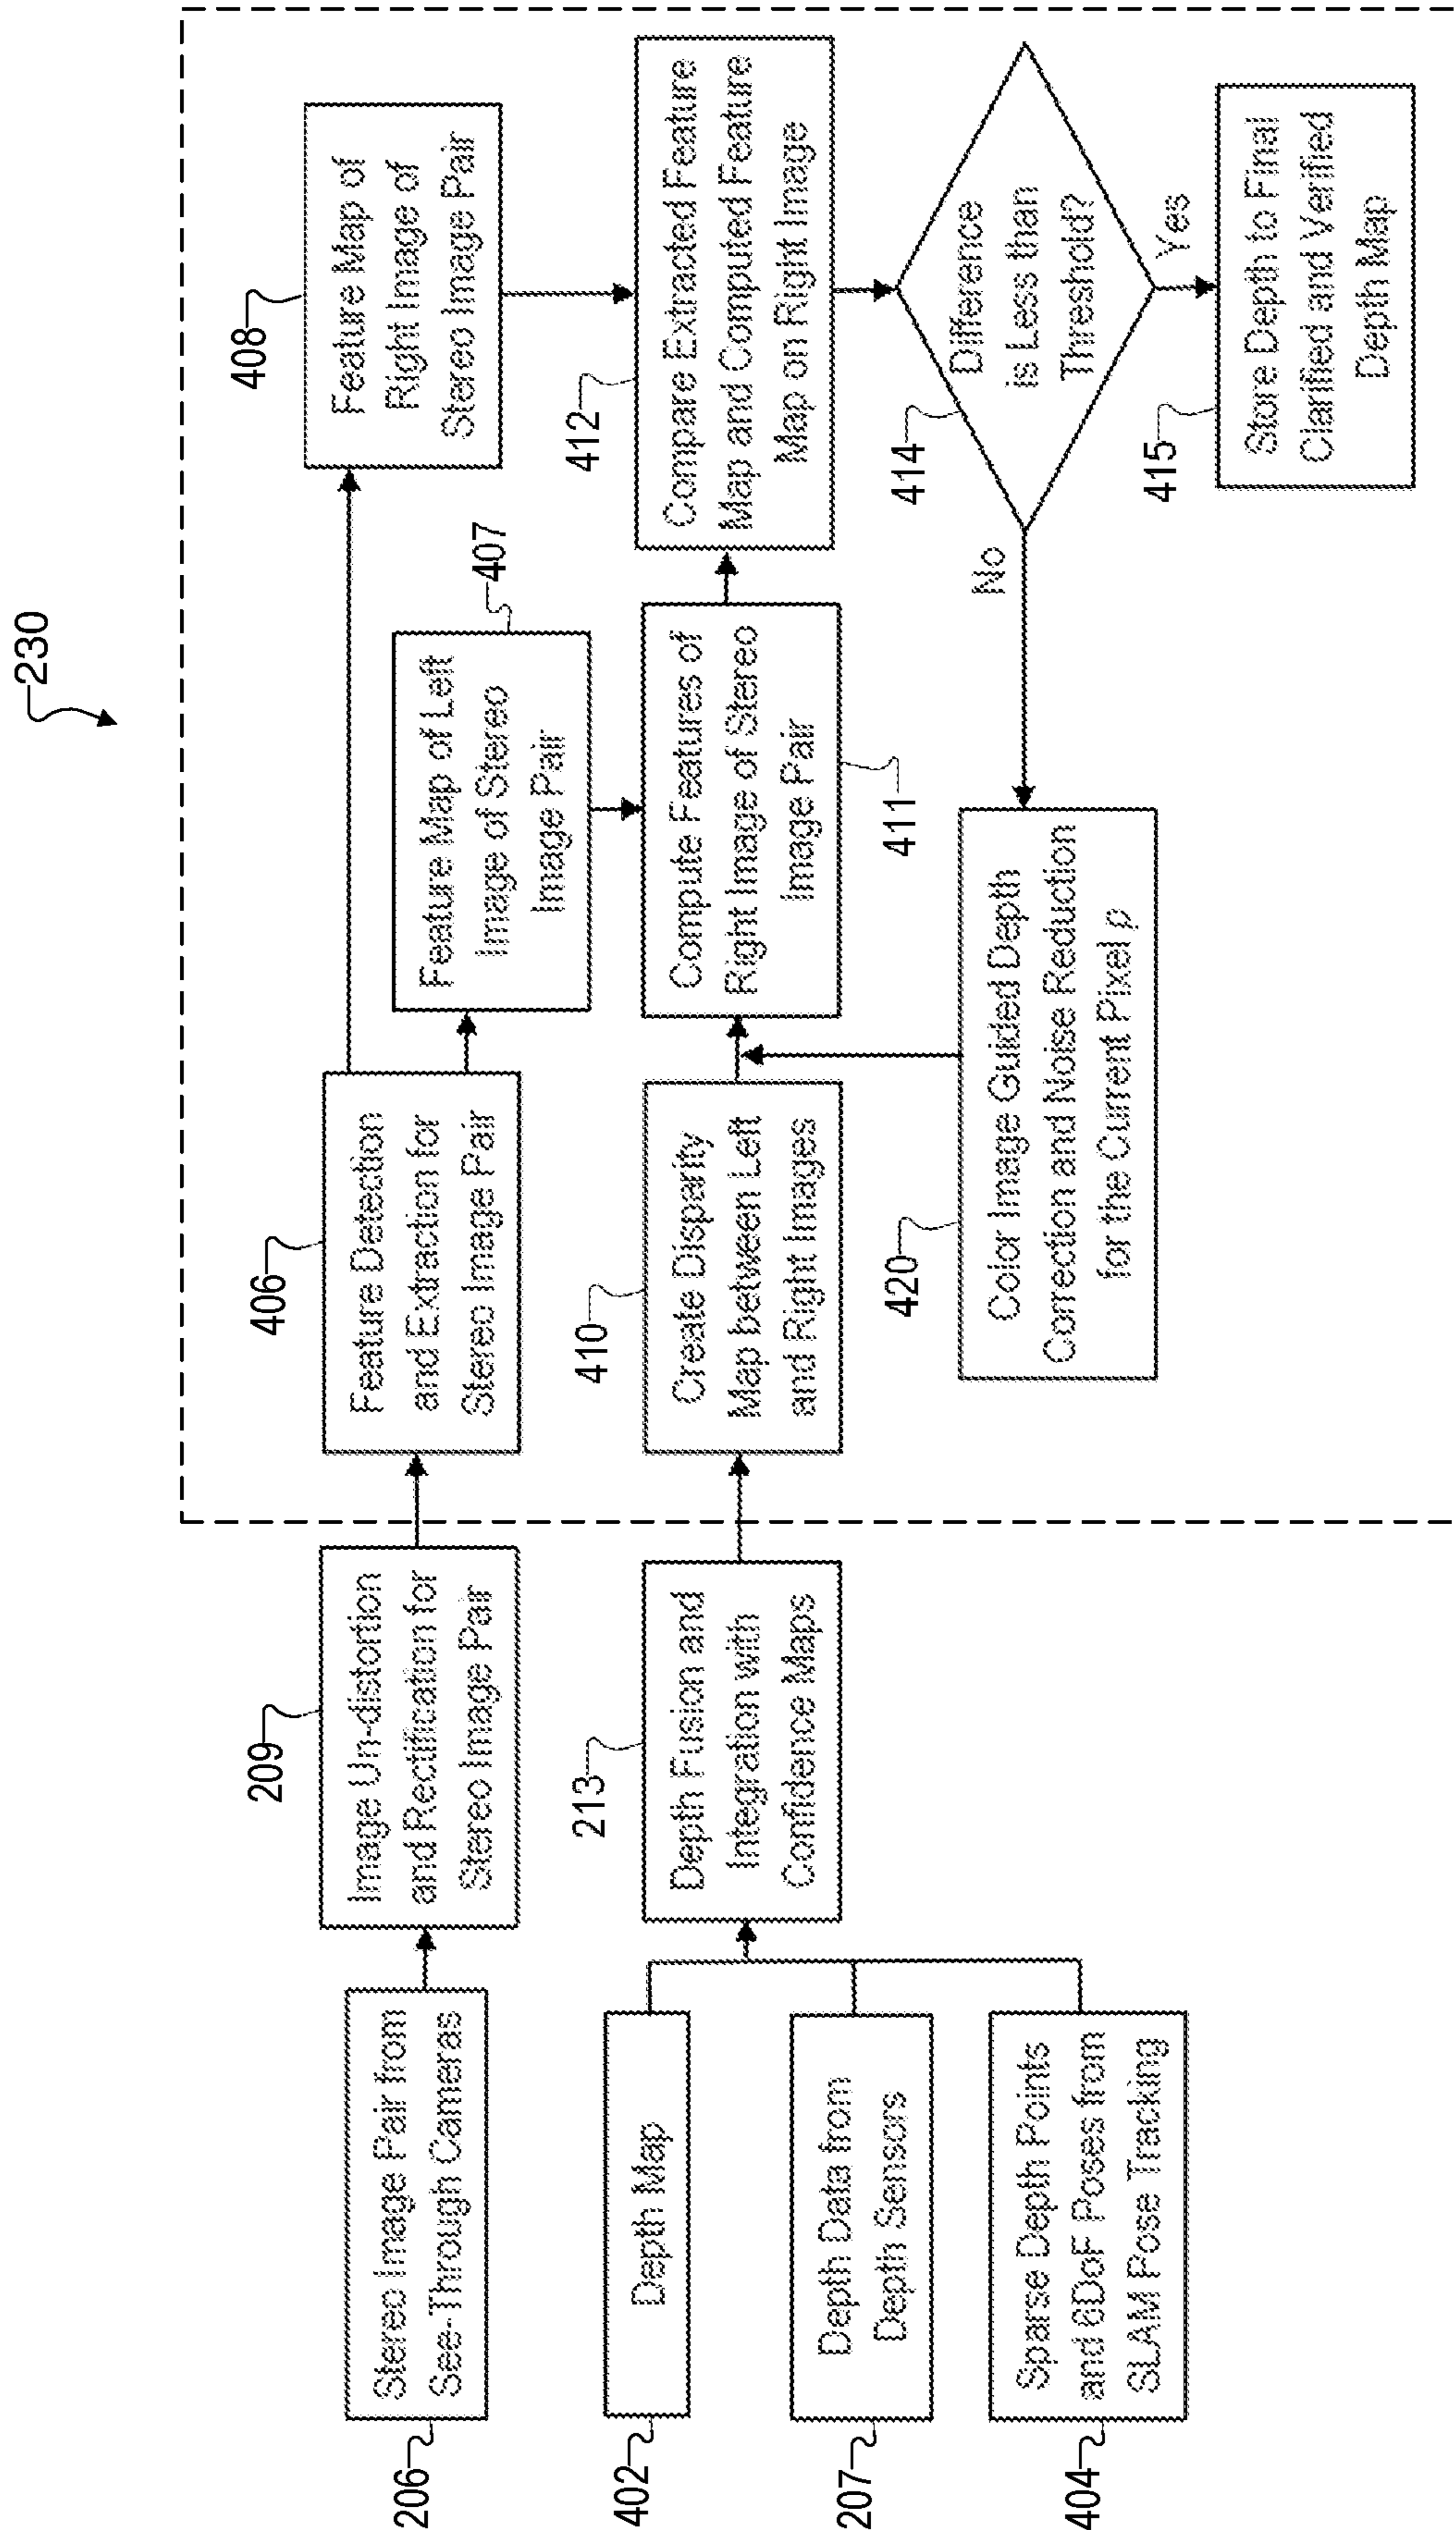 230
206
Stereo Image Pair from
See-Through Cameras
209
Image Un-distortion
and Rectification for
Stereo Image Pair
406
Feature Detection
and Extraction for
Stereo Image Pair
407
Feature Map of Left
Image of Stereo
Image Pair
408
Feature Map of
Right Image of
Stereo Image Pair
402
Depth Map
207
Depth Data from
Depth Sensors
404
Sparse Depth Points
and 6DoF Poses from
SLAM Pose Tracking
213
Depth Fusion and
Integration with
Confidence Maps
410
Create Disparity
Map between Left
and Right Images
411
Compute Features of
Right Image of Stereo
Image Pair
412
Compare Extracted Feature
Map and Computed Feature
Map on Right Image
414
Difference
is Less than
Threshold?
No
Yes
420
Color Image Guided Depth
Correction and Noise Reduction
for the Current Pixel p
415
Store Depth to Final
Clarified and Verified
Depth Map